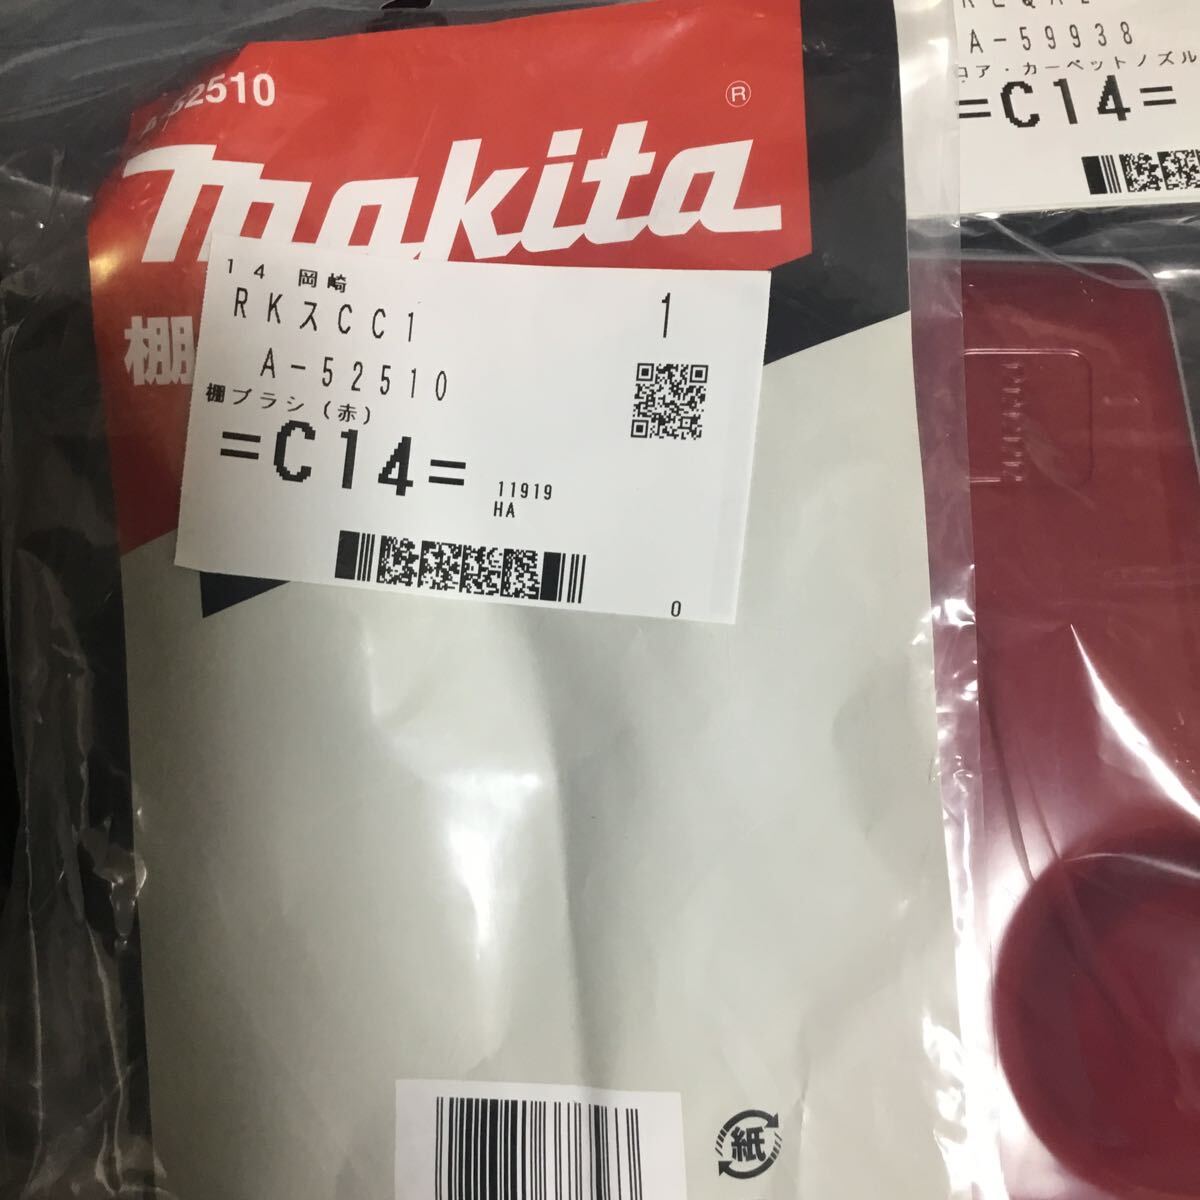 A-52510
®
makita
棚
14 岡崎
RKスCC1 1
A-52510
棚ブラシ(赤)
=C14=
11919
HA
0
紙
A-59938
ロア・カーペットノズル
=C14=